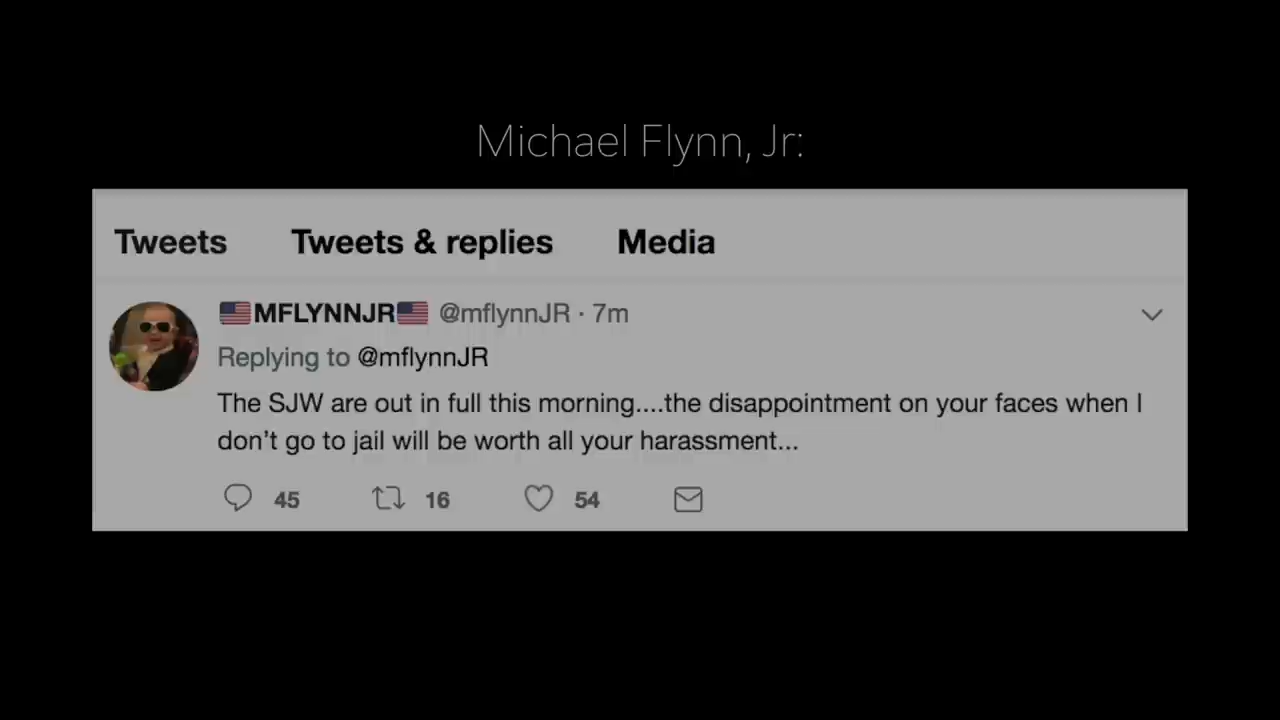 Michael Flynn, Jr:
Tweets Tweets & replies Media
🇺🇸MFLYNNJR🇺🇸 @mflynnJR · 7m
Replying to @mflynnJR
The SJW are out in full this morning....the disappointment on your faces when I
don’t go to jail will be worth all your harassment...
45 16 54